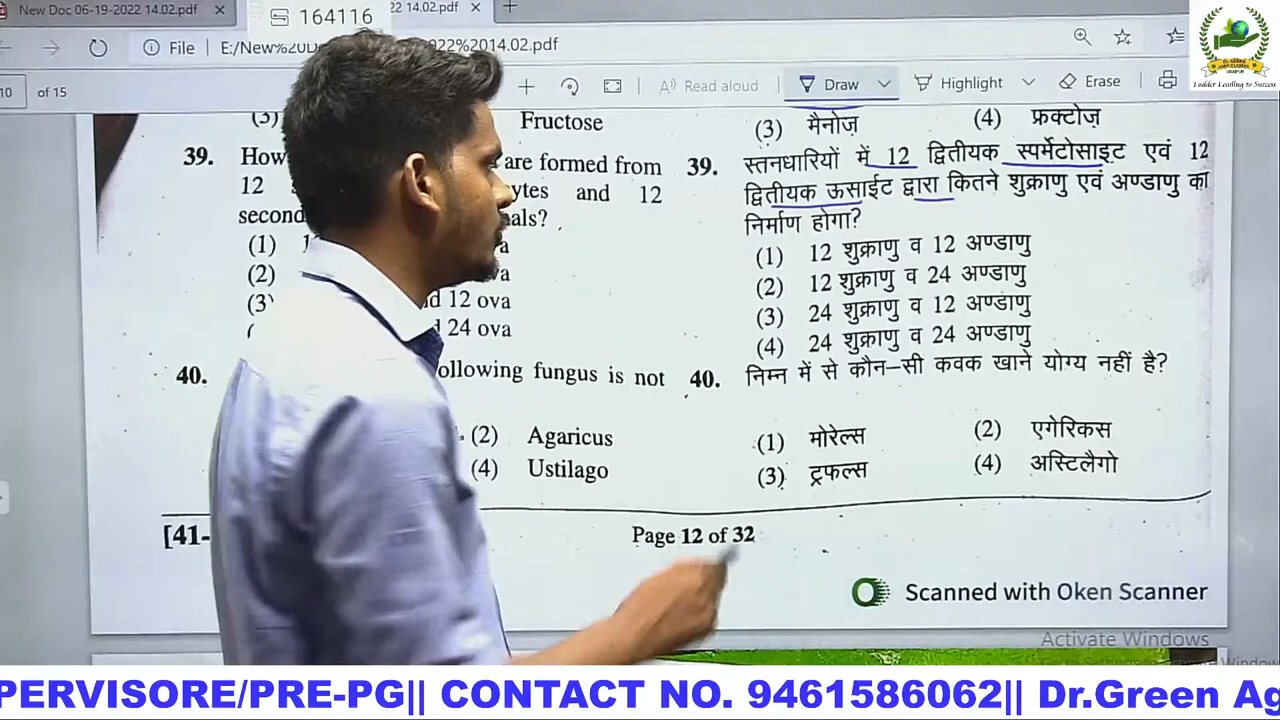 New Doc 06-19-2022 14.02.pdf
22 14.02.pdf
164116
File
E:/New%20D
022%2014.02.pdf
10 of 15
Read aloud
Draw
Highlight
Erase
Ladder Leading to Success
(3)
Fructose
39. How
are formed from
12
ytes and 12
second
als?
(1)
(2)
(3)
d 12 ova
24 ova
40.
ollowing fungus is not
(2) Agaricus
(4) Ustilago
(3) मैनोज़ (4) फ्रक्टोज़
39. स्तनधारियों में 12 द्वितीयक स्पर्मेटोसाइट एवं 12
द्वितीयक ऊसाईट द्वारा कितने शुक्राणु एवं अण्डाणु का
निर्माण होगा?
(1) 12 शुक्राणु व 12 अण्डाणु
(2) 12 शुक्राणु व 24 अण्डाणु
(3) 24 शुक्राणु व 12 अण्डाणु
(4) 24 शुक्राणु व 24 अण्डाणु
40. निम्न में से कौन-सी कवक खाने योग्य नहीं है?
(1) मोरेल्स (2) एगेरिकस
(3) ट्रफल्स (4) अस्टिलैगो
[41-
Page 12 of 32
Scanned with Oken Scanner
Activate Windows
PERVISORE/PRE-PG|| CONTACT NO. 9461586062|| Dr.Green Ag